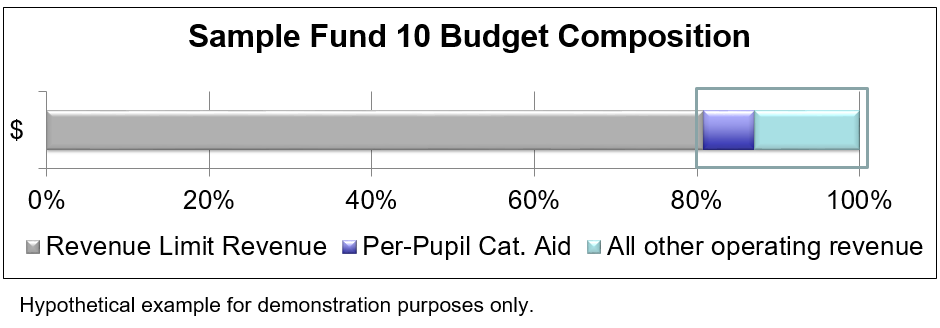 Sample Fund 10 Budget Composition
$
0% 20% 40% 60% 80% 100%
Revenue Limit Revenue Per-Pupil Cat. Aid All other operating revenue
Hypothetical example for demonstration purposes only.